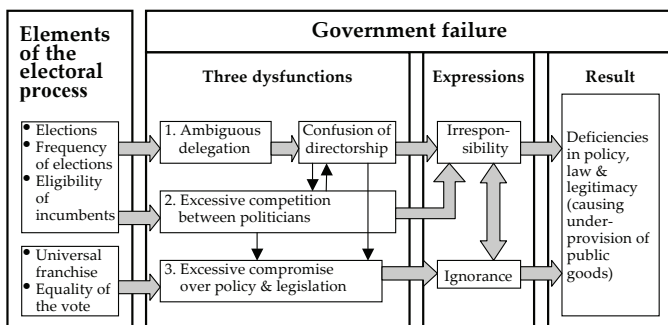 Elements of the
electoral
process
Government failure
Three dysfunctions
Expressions
Result
• Elections
• Frequency
of elections
• Eligibility
of
incumbents
1. Ambiguous
delegation
Confusion of
directorship
Irrespon-
sibility
Deficiencies
in policy,
law &
legitimacy
(causing
under-
provision of
public
goods)
2. Excessive competition
between politicians
• Universal
franchise
• Equality of
the vote
3. Excessive compromise
over policy & legislation
Ignorance